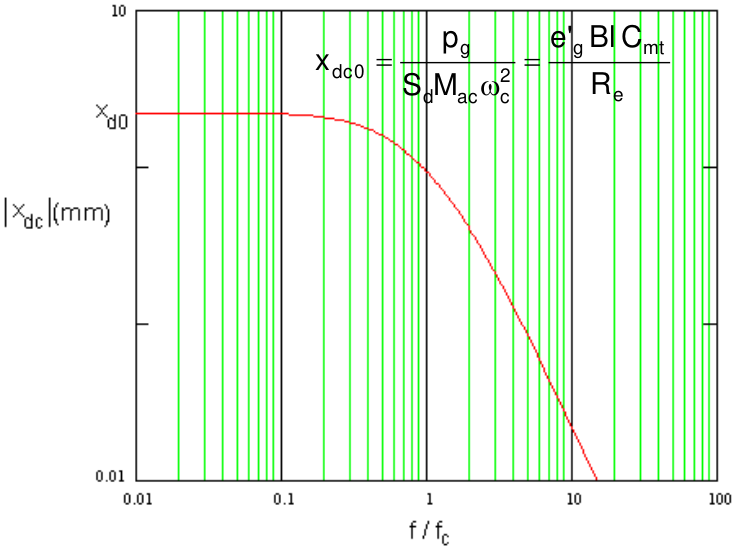 10
x_dc0 = p_g / (S_d M_ac ω_c^2) = e'_g Bl C_mt / R_e
x_d0
|x_dc|(mm)
0.01
0.01 0.1 1 10 100
f / f_c